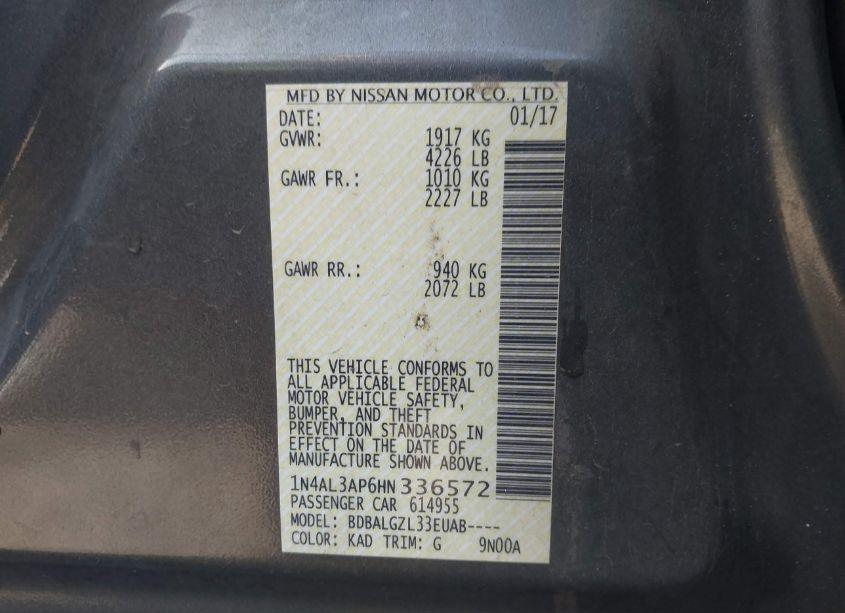 MFD BY NISSAN MOTOR CO., LTD.
DATE: 01/17
GVWR: 1917 KG
4226 LB
GAWR FR.: 1010 KG
2227 LB
GAWR RR.: 940 KG
2072 LB
THIS VEHICLE CONFORMS TO
ALL APPLICABLE FEDERAL
MOTOR VEHICLE SAFETY,
BUMPER, AND THEFT
PREVENTION STANDARDS IN
EFFECT ON THE DATE OF
MANUFACTURE SHOWN ABOVE.
1N4AL3AP6HN 336572
PASSENGER CAR 614955
MODEL: BDBALGZL33EUAB----
COLOR: KAD TRIM: G 9N00A